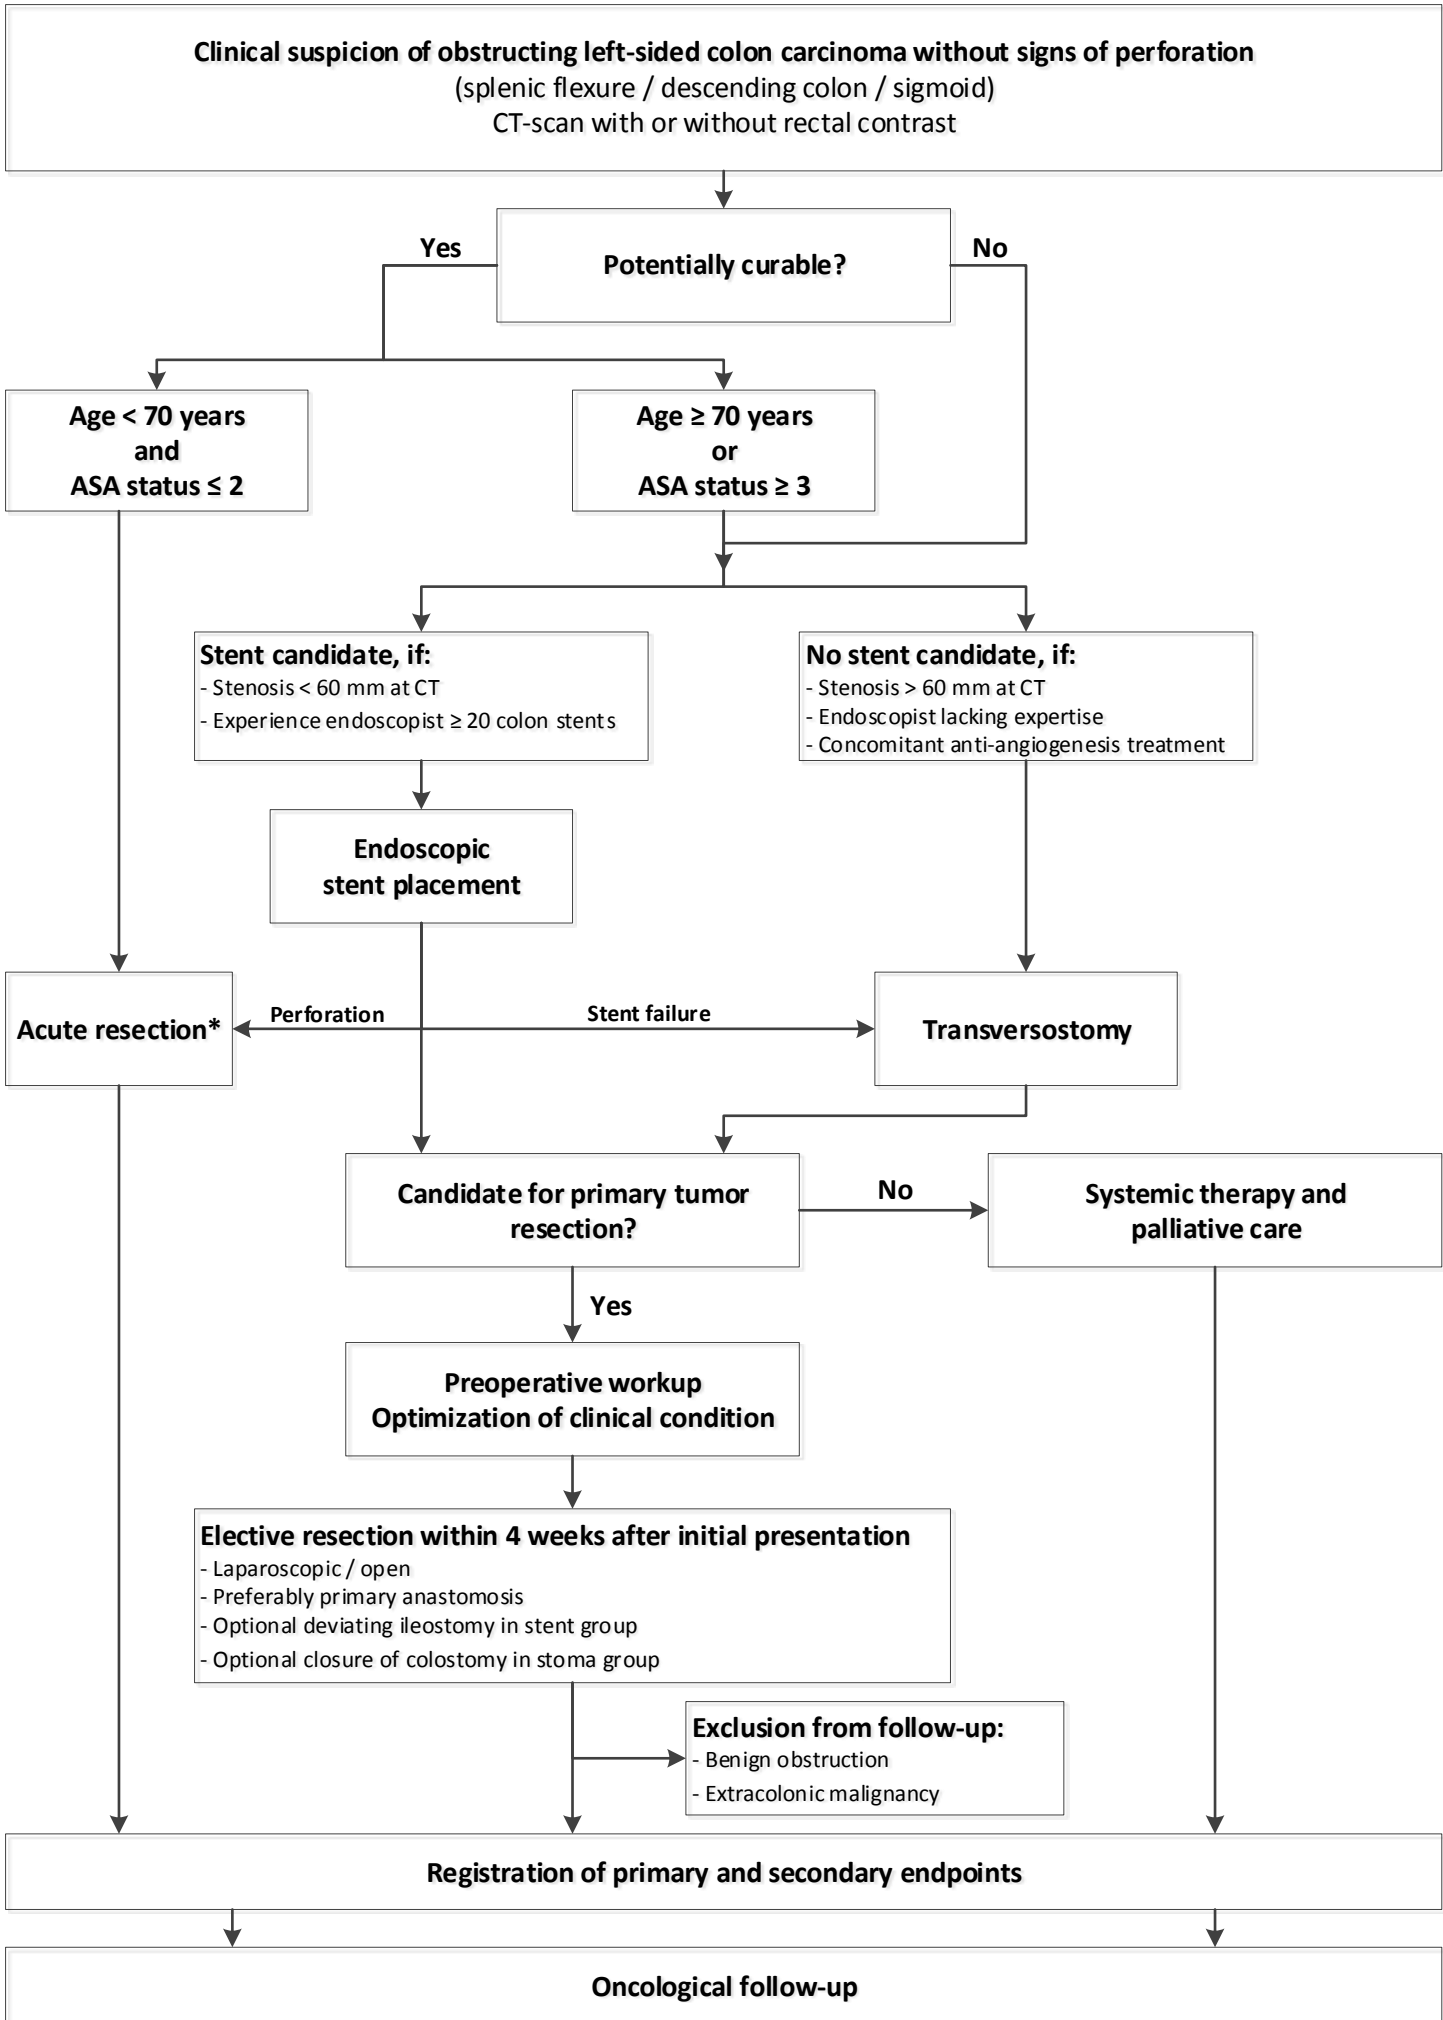 Clinical suspicion of obstructing left-sided colon carcinoma without signs of perforation
(splenic flexure / descending colon / sigmoid)
CT-scan with or without rectal contrast
Yes
No
Potentially curable?
Age < 70 years
and
ASA status ≤ 2
Age ≥ 70 years
or
ASA status ≥ 3
Stent candidate, if:
- Stenosis < 60 mm at CT
- Experience endoscopist ≥ 20 colon stents
No stent candidate, if:
- Stenosis > 60 mm at CT
- Endoscopist lacking expertise
- Concomitant anti-angiogenesis treatment
Endoscopic
stent placement
Acute resection*
Perforation
Stent failure
Transversostomy
Candidate for primary tumor
resection?
No
Systemic therapy and
palliative care
Yes
Preoperative workup
Optimization of clinical condition
Elective resection within 4 weeks after initial presentation
- Laparoscopic / open
- Preferably primary anastomosis
- Optional deviating ileostomy in stent group
- Optional closure of colostomy in stoma group
Exclusion from follow-up:
- Benign obstruction
- Extracolonic malignancy
Registration of primary and secondary endpoints
Oncological follow-up